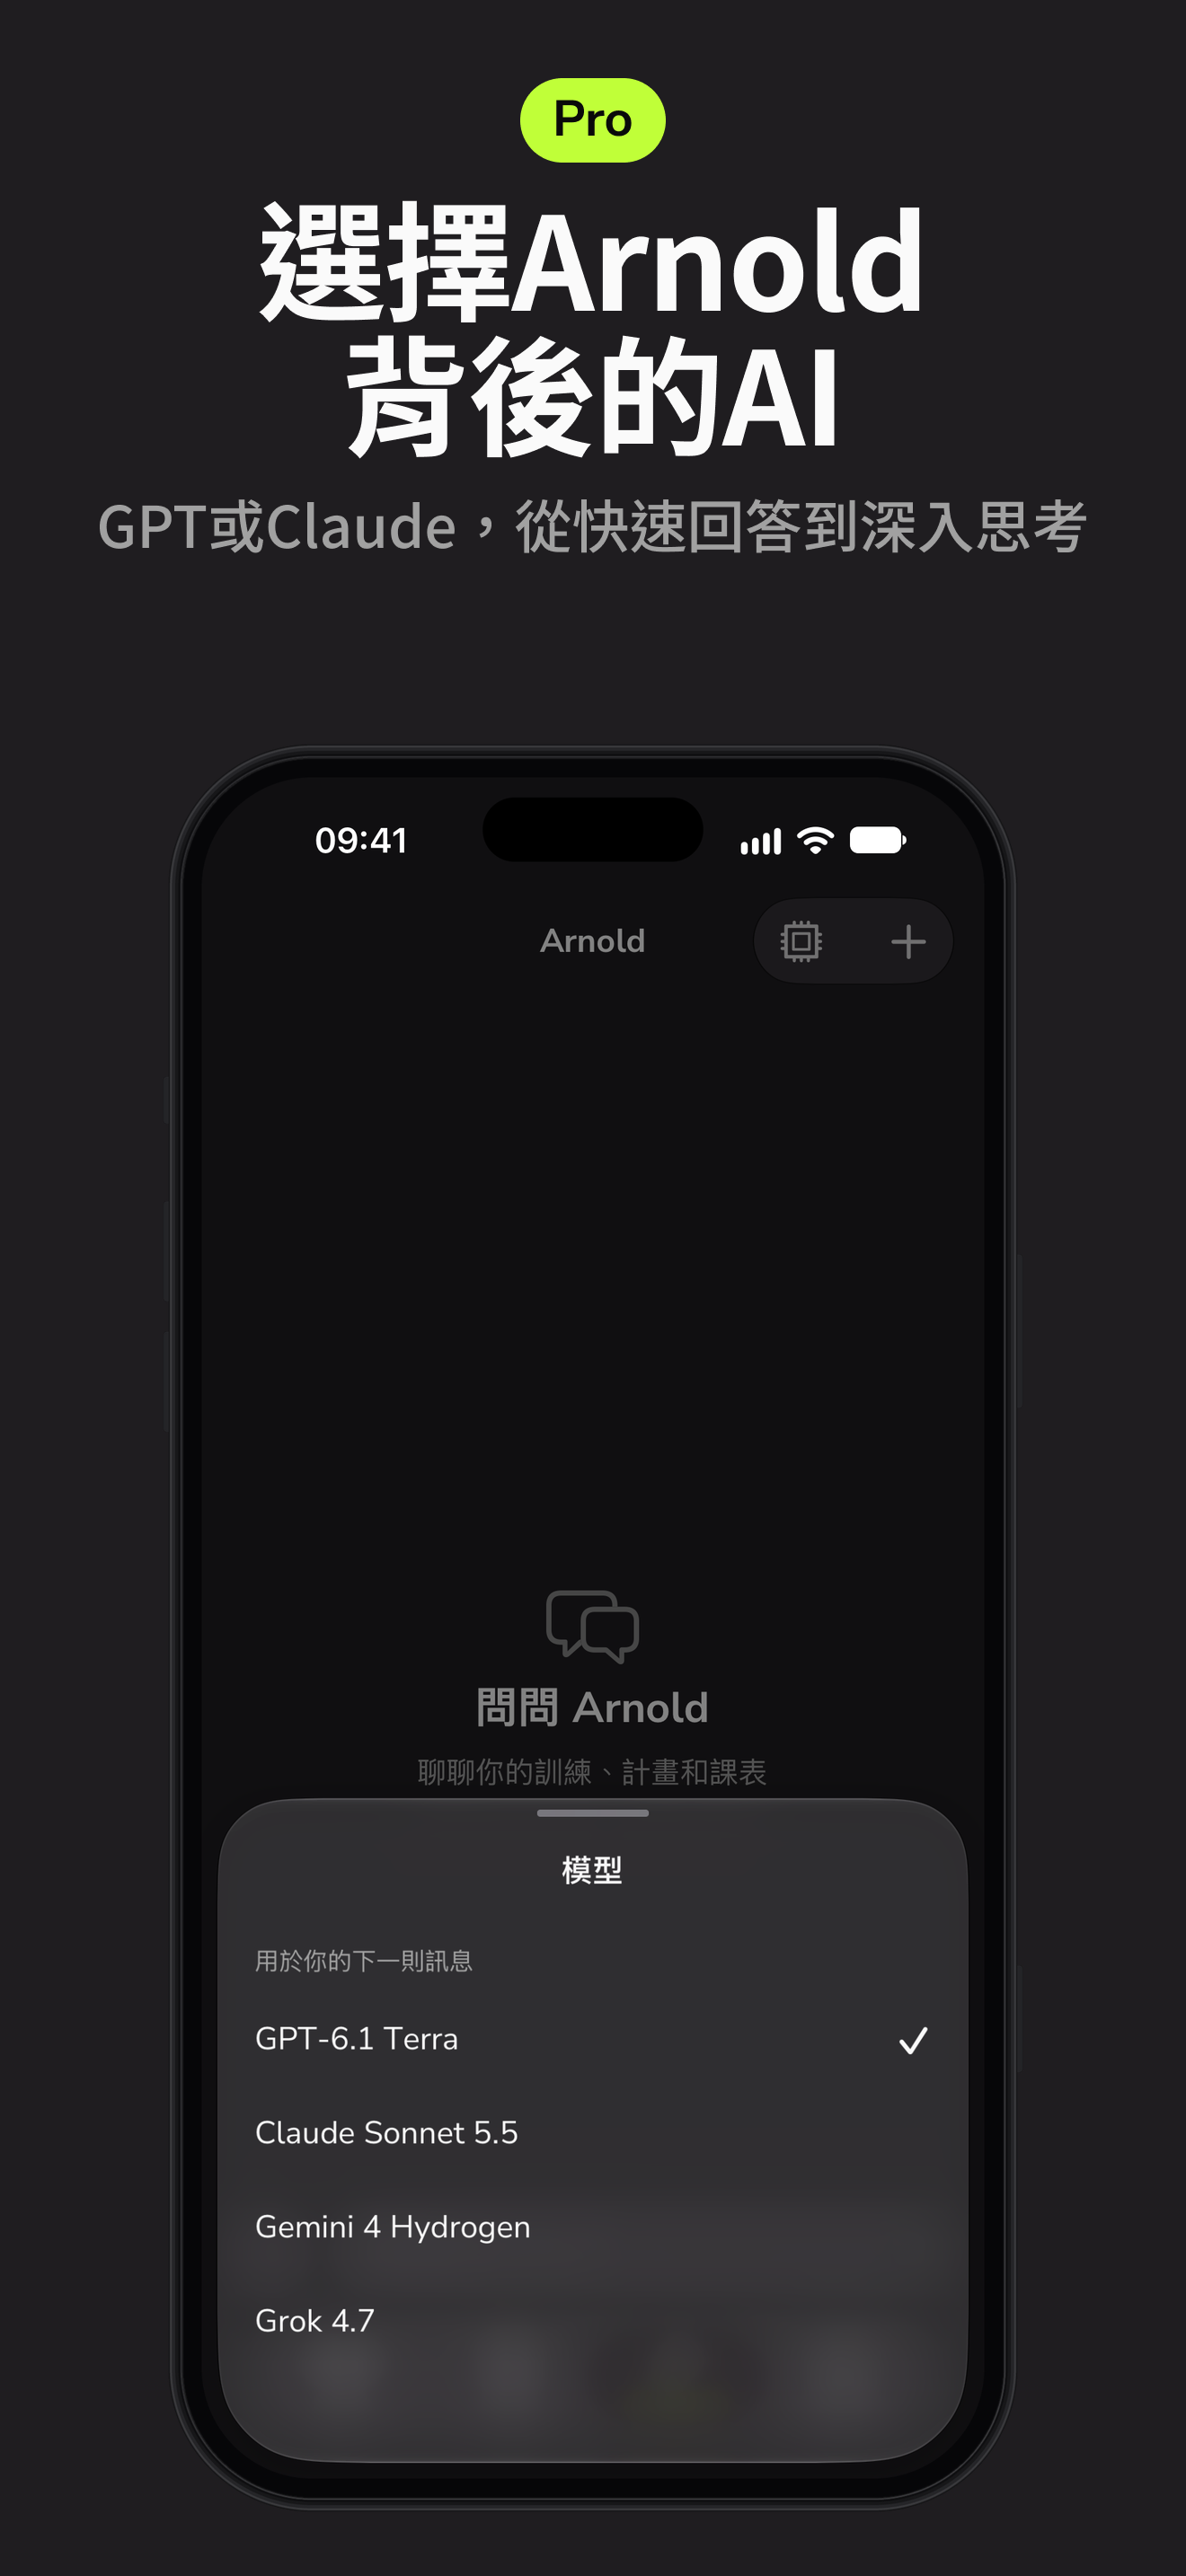 Pro
選擇Arnold
背後的AI
GPT或Claude，從快速回答到深入思考
09:41
Arnold
問問 Arnold
聊聊你的訓練、計畫和課表
模型
用於你的下一則訊息
GPT-6.1 Terra
Claude Sonnet 5.5
Gemini 4 Hydrogen
Grok 4.7